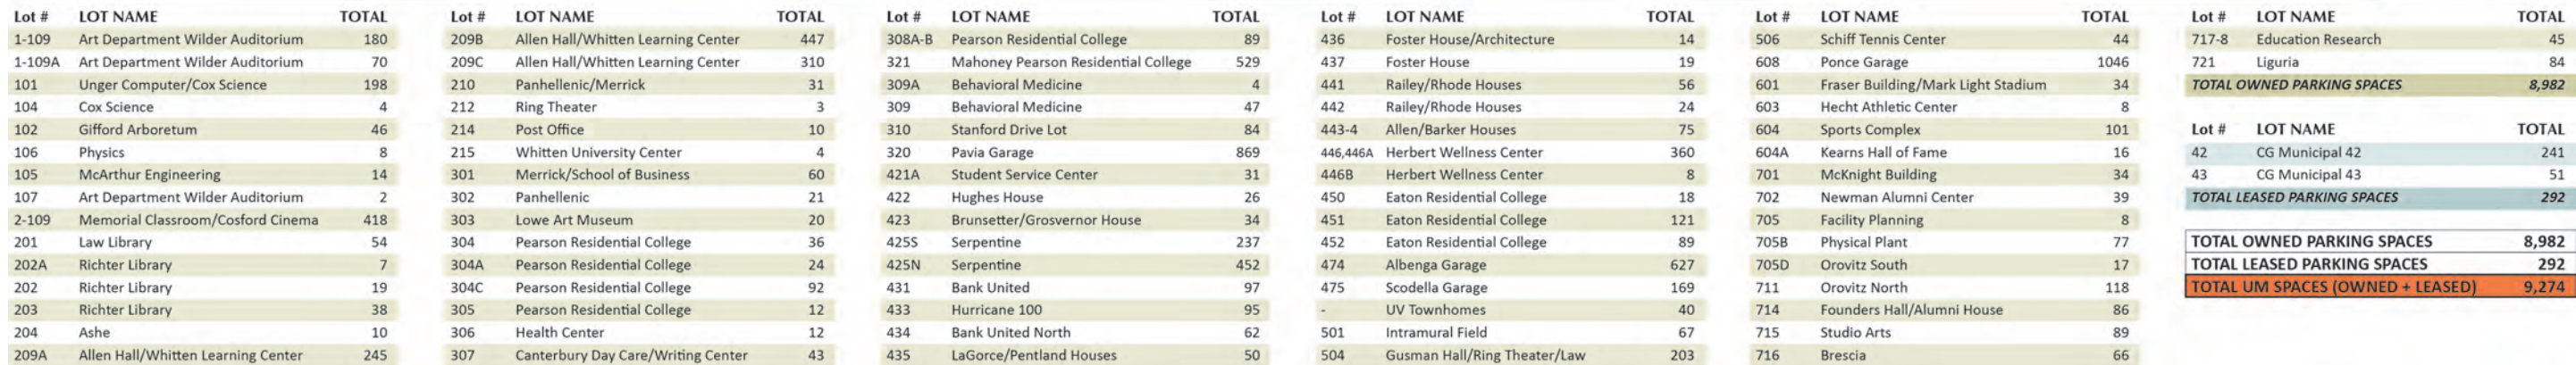 Lot # LOT NAME TOTAL
1-109 Art Department Wilder Auditorium 180
1-109A Art Department Wilder Auditorium 70
101 Unger Computer/Cox Science 198
104 Cox Science 4
102 Gifford Arboretum 46
106 Physics 8
105 McArthur Engineering 14
107 Art Department Wilder Auditorium 2
2-109 Memorial Classroom/Cosford Cinema 418
201 Law Library 54
202A Richter Library 7
202 Richter Library 19
203 Richter Library 38
204 Ashe 10
209A Allen Hall/Whitten Learning Center 245
Lot # LOT NAME TOTAL
209B Allen Hall/Whitten Learning Center 447
209C Allen Hall/Whitten Learning Center 310
210 Panhellenic/Merrick 31
212 Ring Theater 3
214 Post Office 10
215 Whitten University Center 4
301 Merrick/School of Business 60
302 Panhellenic 21
303 Lowe Art Museum 20
304 Pearson Residential College 36
304A Pearson Residential College 24
304C Pearson Residential College 92
305 Pearson Residential College 12
306 Health Center 12
307 Canterbury Day Care/Writing Center 43
Lot # LOT NAME TOTAL
308A-B Pearson Residential College 89
321 Mahoney Pearson Residential College 529
309A Behavioral Medicine 4
309 Behavioral Medicine 47
310 Stanford Drive Lot 84
320 Pavia Garage 869
421A Student Service Center 31
422 Hughes House 26
423 Brunsetter/Grosvernor House 34
425S Serpentine 237
425N Serpentine 452
431 Bank United 97
433 Hurricane 100 95
434 Bank United North 62
435 LaGorce/Pentland Houses 50
Lot # LOT NAME TOTAL
436 Foster House/Architecture 14
437 Foster House 19
441 Railey/Rhode Houses 56
442 Railey/Rhode Houses 24
443-4 Allen/Barker Houses 75
446,446A Herbert Wellness Center 360
446B Herbert Wellness Center 8
450 Eaton Residential College 18
451 Eaton Residential College 121
452 Eaton Residential College 89
474 Albenga Garage 627
475 Scodella Garage 169
- UV Townhomes 40
501 Intramural Field 67
504 Gusman Hall/Ring Theater/Law 203
Lot # LOT NAME TOTAL
506 Schiff Tennis Center 44
608 Ponce Garage 1046
601 Fraser Building/Mark Light Stadium 34
603 Hecht Athletic Center 8
604 Sports Complex 101
604A Kearns Hall of Fame 16
701 McKnight Building 34
702 Newman Alumni Center 39
705 Facility Planning 8
705B Physical Plant 77
705D Orovitz South 17
711 Orovitz North 118
714 Founders Hall/Alumni House 86
715 Studio Arts 89
716 Brescia 66
Lot # LOT NAME TOTAL
717-8 Education Research 45
721 Liguria 84
TOTAL OWNED PARKING SPACES 8,982
Lot # LOT NAME TOTAL
42 CG Municipal 42 241
43 CG Municipal 43 51
TOTAL LEASED PARKING SPACES 292
TOTAL OWNED PARKING SPACES 8,982
TOTAL LEASED PARKING SPACES 292
TOTAL UM SPACES (OWNED + LEASED) 9,274